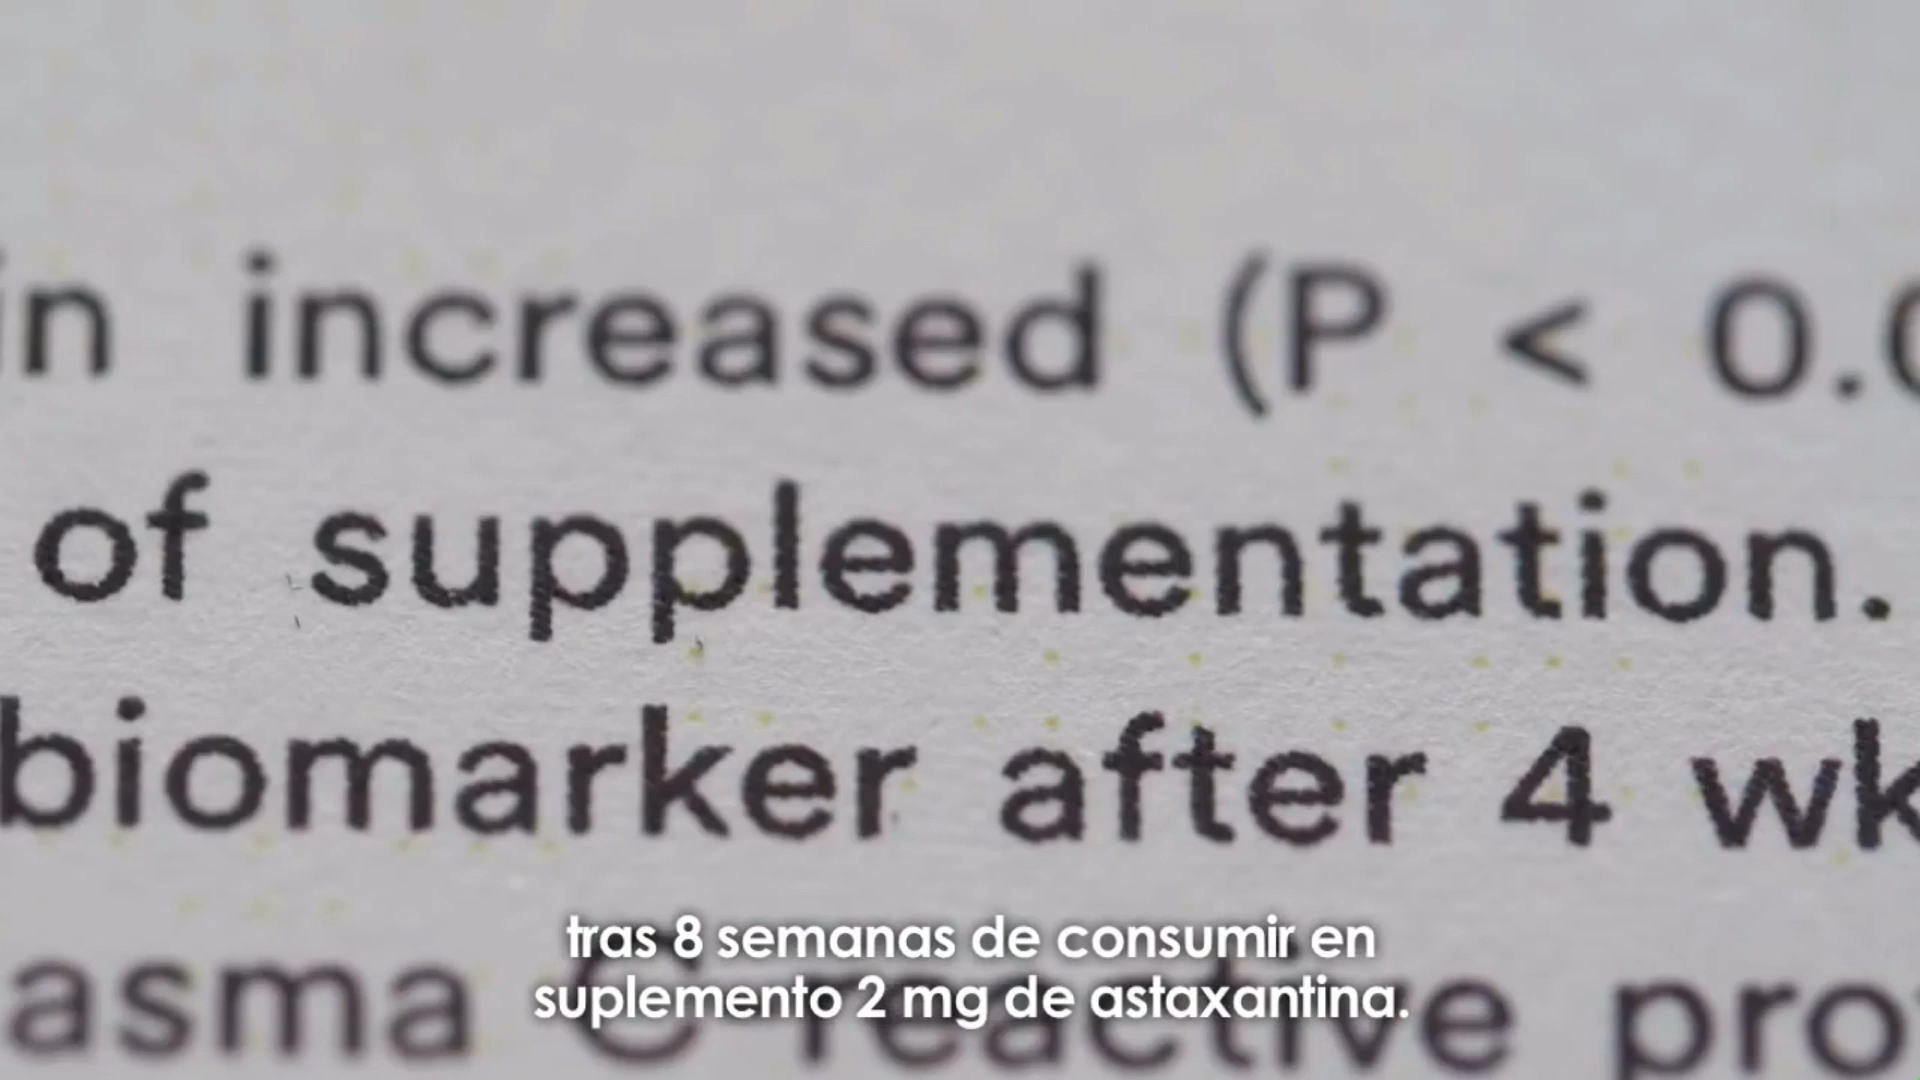 in increased (P < 0.0
of supplementation.
biomarker after 4 wk
asma C-reactive pro
tras 8 semanas de consumir en
suplemento 2 mg de astaxantina.